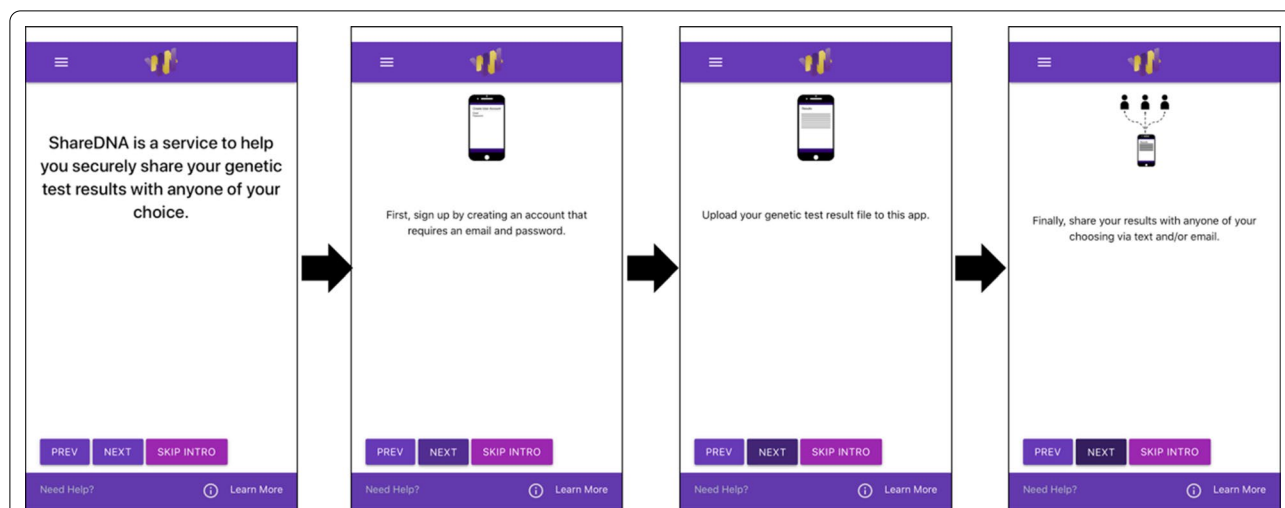 ShareDNA is a service to help
you securely share your genetic
test results with anyone of your
choice.
PREV NEXT SKIP INTRO
Need Help? Learn More
First, sign up by creating an account that
requires an email and password.
PREV NEXT SKIP INTRO
Need Help? Learn More
Results
Upload your genetic test result file to this app.
PREV NEXT SKIP INTRO
Need Help? Learn More
Finally, share your results with anyone of your
choosing via text and/or email.
PREV NEXT SKIP INTRO
Need Help? Learn More